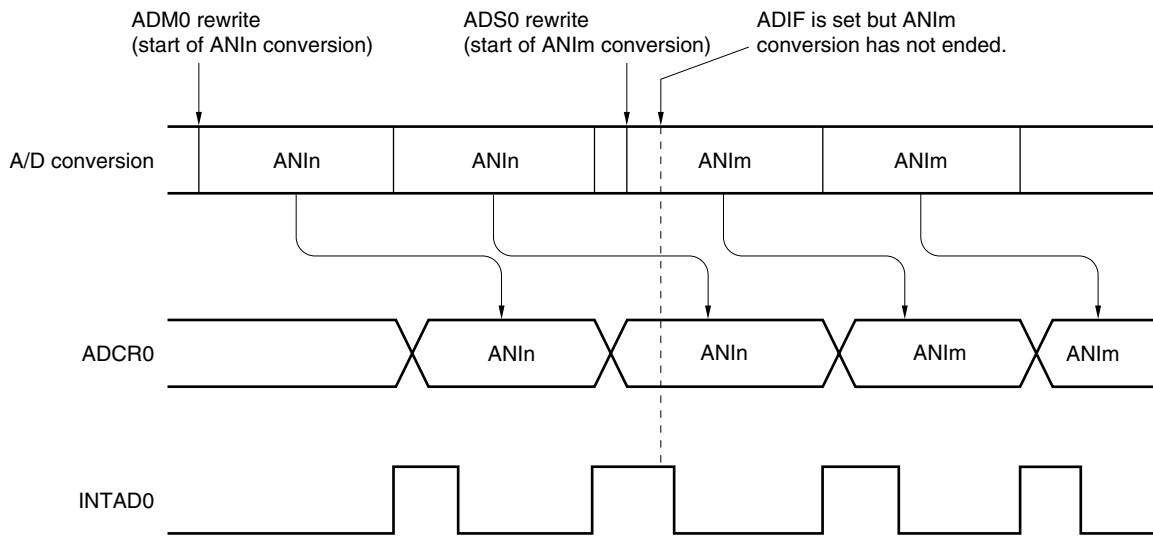 ADM0 rewrite
(start of ANIn conversion)
ADS0 rewrite
(start of ANIm conversion)
ADIF is set but ANIm
conversion has not ended.
A/D conversion
ANIn
ANIn
ANIm
ANIm
ADCR0
ANIn
ANIn
ANIm
ANIm
INTAD0